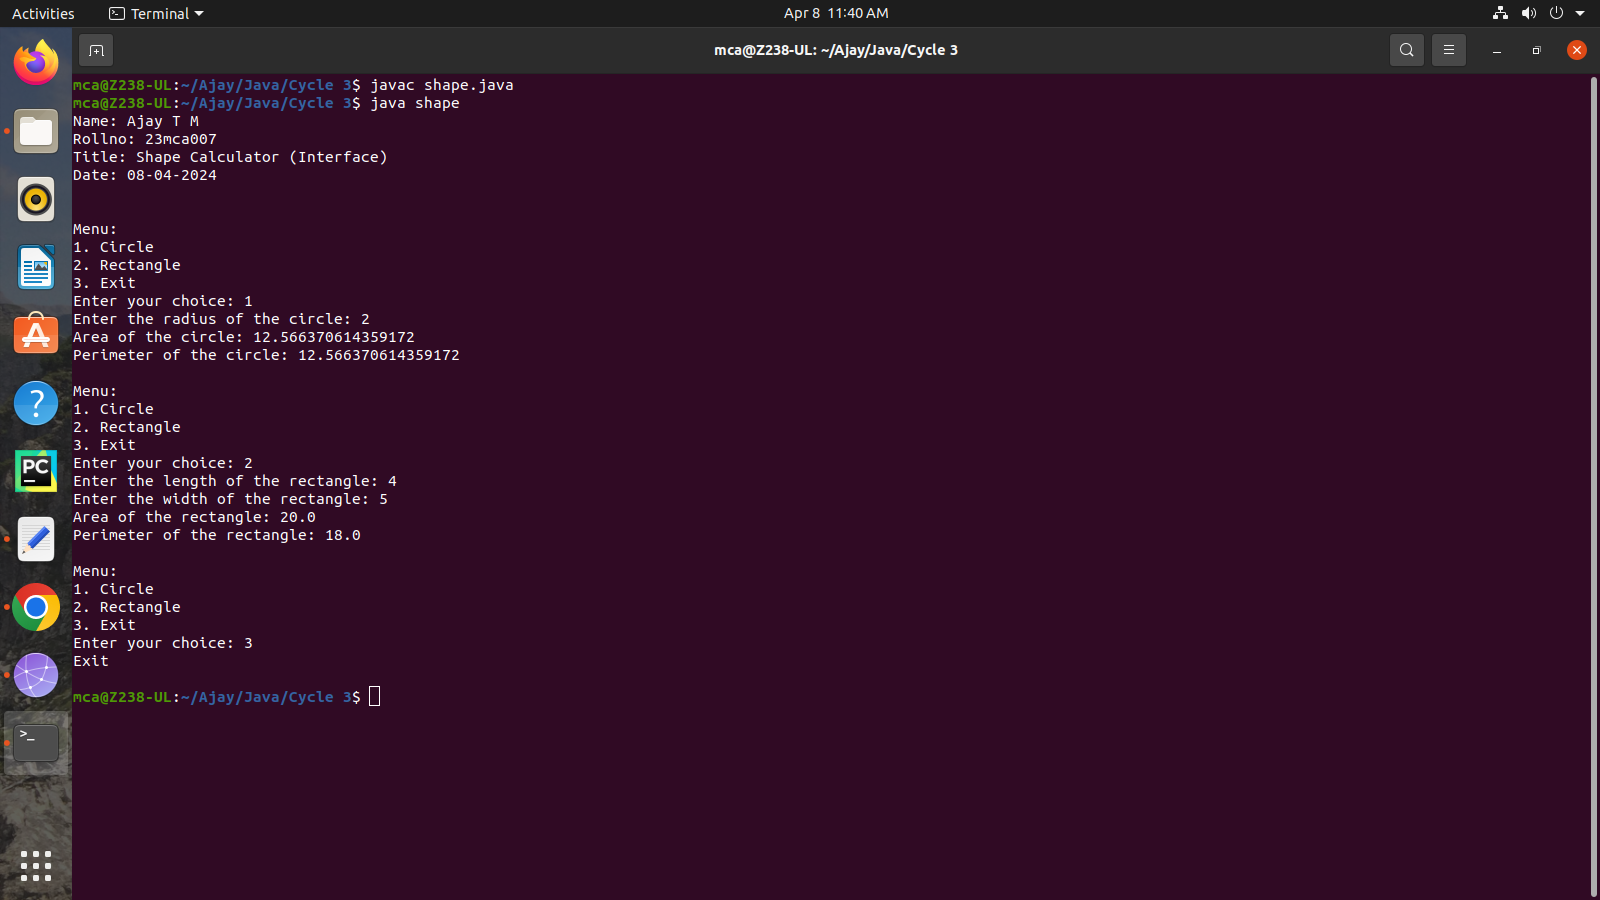 Activities
Terminal
Apr 8 11:40 AM
mca@Z238-UL: ~/Ajay/Java/Cycle 3
mca@Z238-UL:~/Ajay/Java/Cycle 3$ javac shape.java
mca@Z238-UL:~/Ajay/Java/Cycle 3$ java shape
Name: Ajay T M
Rollno: 23mca007
Title: Shape Calculator (Interface)
Date: 08-04-2024
Menu:
1. Circle
2. Rectangle
3. Exit
Enter your choice: 1
Enter the radius of the circle: 2
Area of the circle: 12.566370614359172
Perimeter of the circle: 12.566370614359172
Menu:
1. Circle
2. Rectangle
3. Exit
Enter your choice: 2
Enter the length of the rectangle: 4
Enter the width of the rectangle: 5
Area of the rectangle: 20.0
Perimeter of the rectangle: 18.0
Menu:
1. Circle
2. Rectangle
3. Exit
Enter your choice: 3
Exit
mca@Z238-UL:~/Ajay/Java/Cycle 3$
?
PC
>_